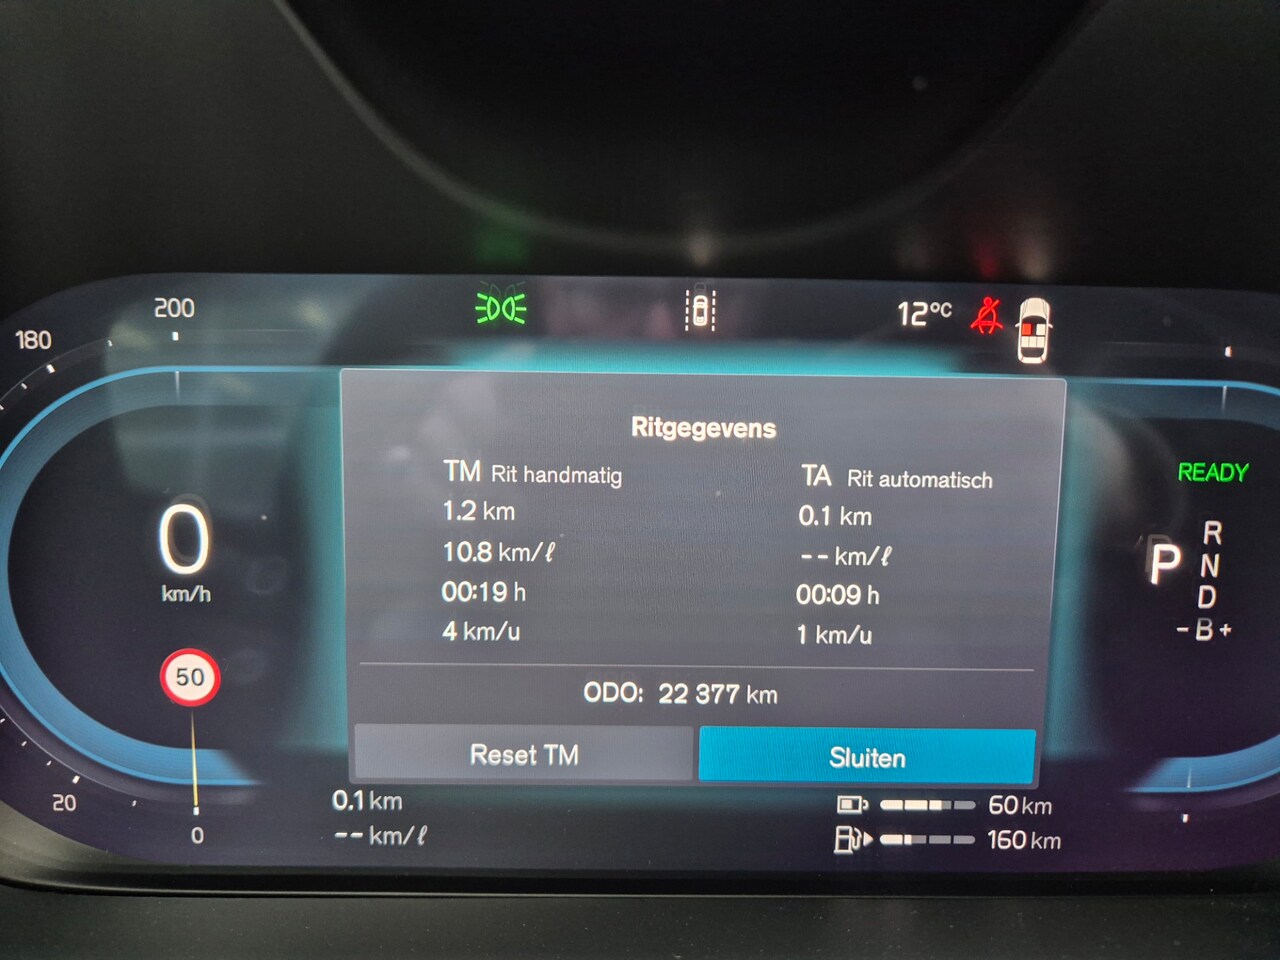 200
180
12°C
Ritgegevens
TM Rit handmatig
1.2 km
10.8 km/ℓ
00:19 h
4 km/u
TA Rit automatisch
0.1 km
-- km/ℓ
00:09 h
1 km/u
ODO: 22 377 km
Reset TM
Sluiten
0
km/h
50
20
0
READY
P
R
N
D
- B +
0.1 km
-- km/ℓ
60 km
160 km